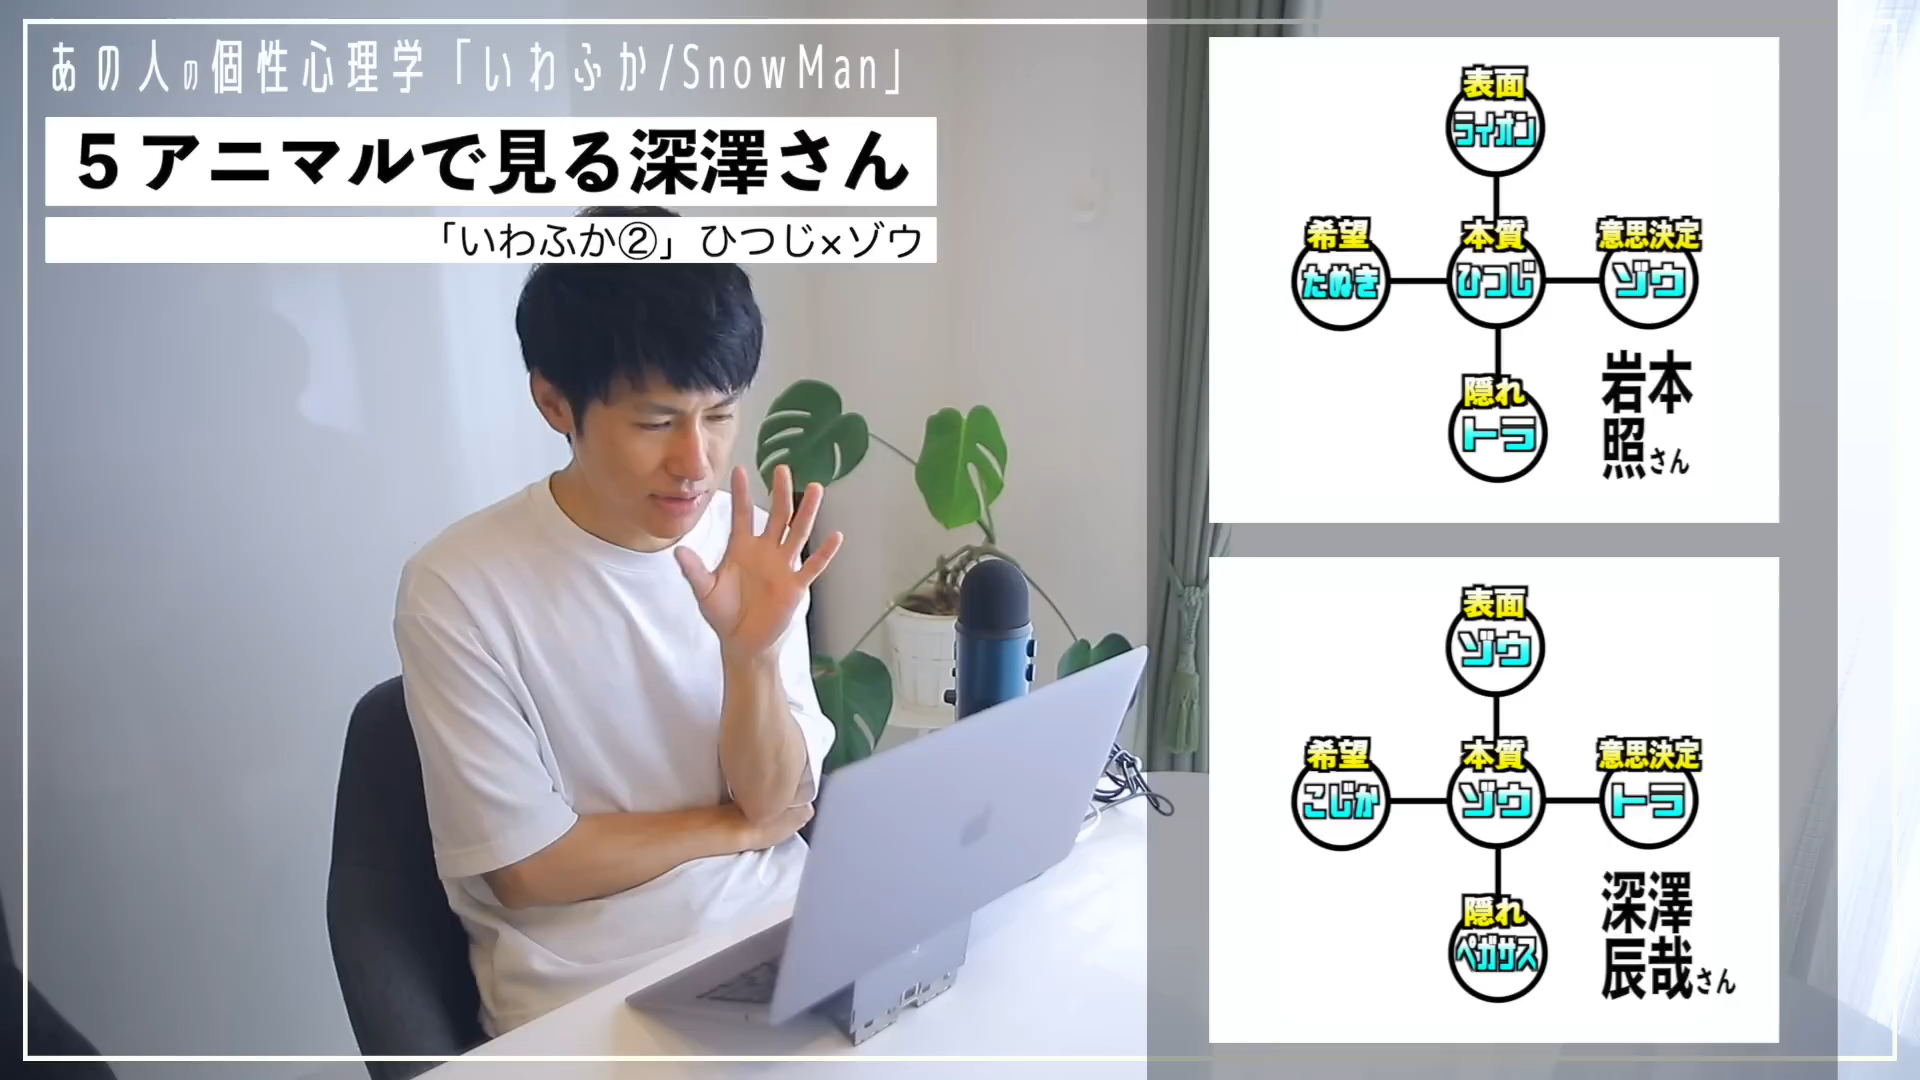 あの人の個性心理学「いわふか/SnowMan」
5アニマルで見る深澤さん
「いわふか②」ひつじ×ゾウ
表面
ライオン
希望
たぬき
本質
ひつじ
意思決定
ゾウ
隠れ
トラ
岩本
照さん
表面
ゾウ
希望
こじか
本質
ゾウ
意思決定
トラ
隠れ
ペガサス
深澤
辰哉さん